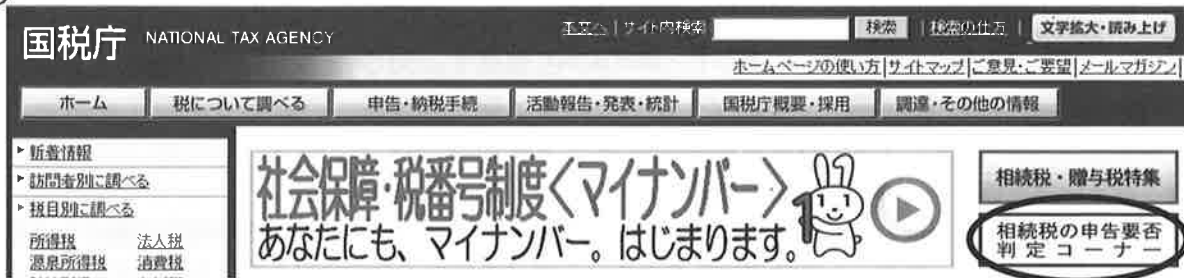 国税庁 NATIONAL TAX AGENCY
本文へ | サイト内検索 検索 | 検索の仕方 | 文字拡大・読み上げ
ホームページの使い方|サイトマップ|ご意見・ご要望|メールマガジン|
ホーム 税について調べる 申告・納税手続 活動報告・発表・統計 国税庁概要・採用 調達・その他の情報
新着情報
訪問者別に調べる
税目別に調べる
所得税 法人税
源泉所得税 消費税
社会保障・税番号制度<マイナンバー>
あなたにも、マイナンバー。はじまります。
相続税・贈与税特集
相続税の申告要否
判定コーナー